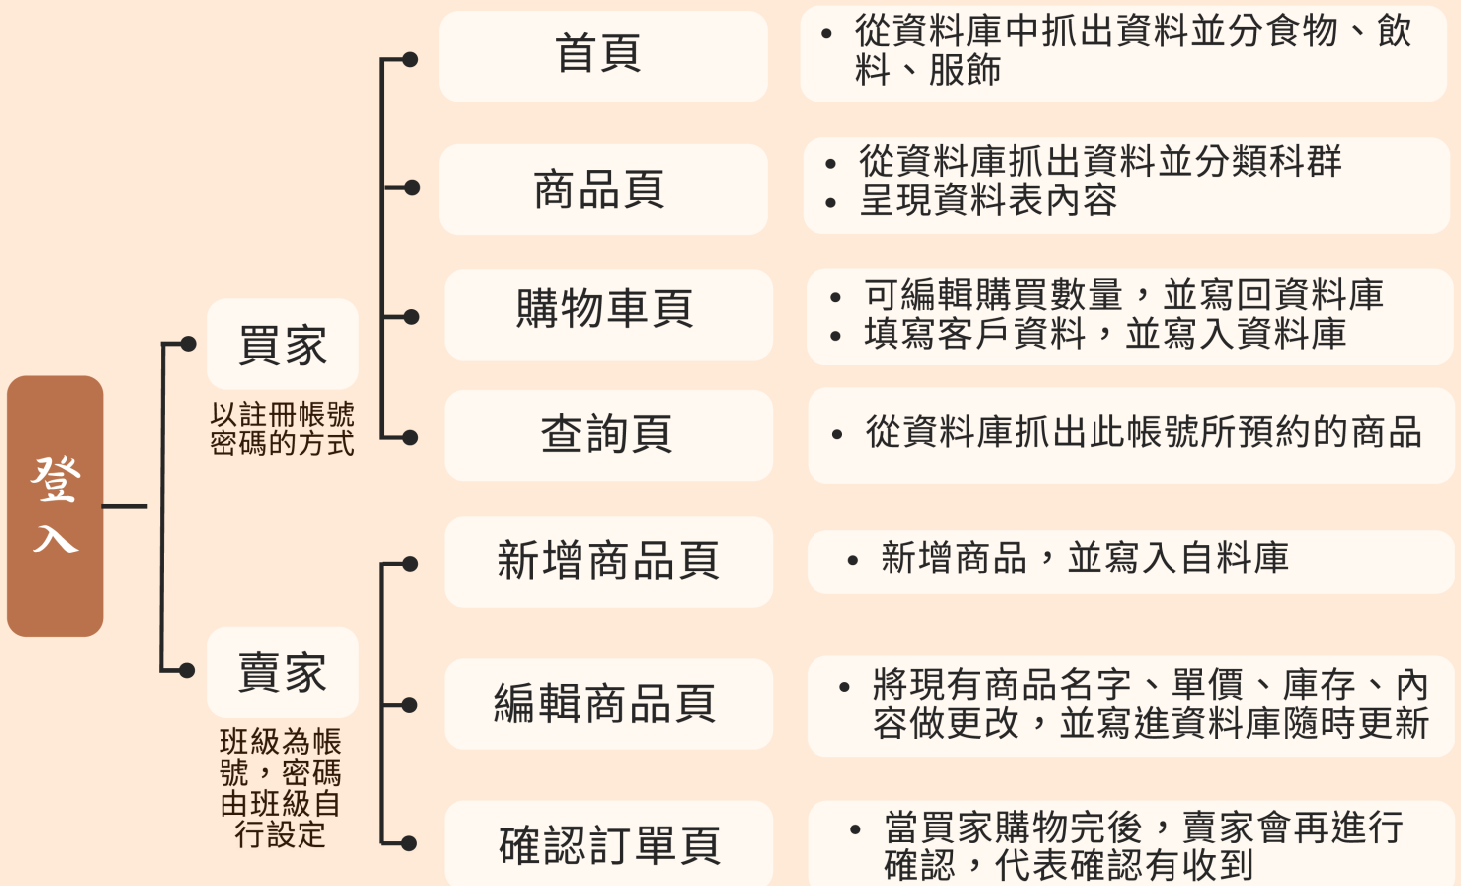 登
入
買家
以註冊帳號
密碼的方式
首頁
• 從資料庫中抓出資料並分食物、飲
料、服飾
商品頁
• 從資料庫抓出資料並分類科群
• 呈現資料表內容
購物車頁
• 可編輯購買數量，並寫回資料庫
• 填寫客戶資料，並寫入資料庫
查詢頁
• 從資料庫抓出此帳號所預約的商品
賣家
班級為帳
號，密碼
由班級自
行設定
新增商品頁
• 新增商品，並寫入自料庫
編輯商品頁
• 將現有商品名字、單價、庫存、內
容做更改，並寫進資料庫隨時更新
確認訂單頁
• 當買家購物完後，賣家會再進行
確認，代表確認有收到